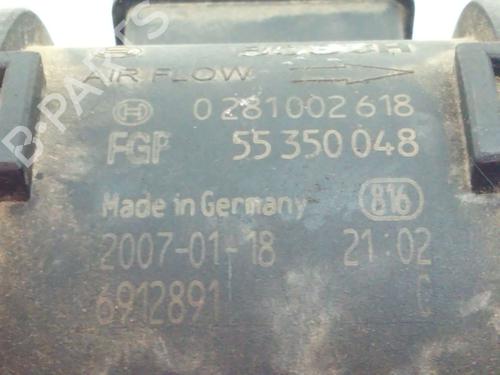 AIR FLOW
0 281 002 618
FGP 55 350 048
Made in Germany 816
2007-01-18 21:02
6912891 C
B-PARTS